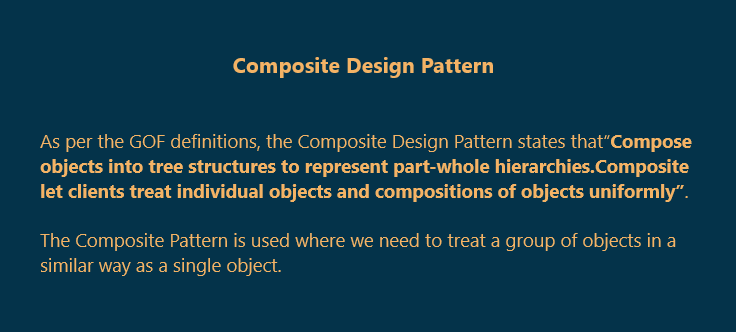 Composite Design Pattern
As per the GOF definitions, the Composite Design Pattern states that“Compose
objects into tree structures to represent part-whole hierarchies.Composite
let clients treat individual objects and compositions of objects uniformly”.
The Composite Pattern is used where we need to treat a group of objects in a
similar way as a single object.